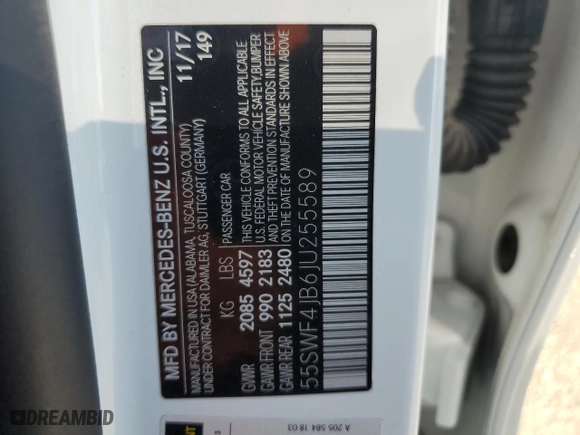 MFD BY MERCEDES-BENZ U.S. INTL., INC
MANUFACTURED IN USA (ALABAMA, TUSCALOOSA COUNTY) 11/17
UNDER CONTRACT FOR DAIMLER AG, STUTTGART (GERMANY) 149
KG LBS PASSENGER CAR
GVWR 2085 4597 THIS VEHICLE CONFORMS TO ALL APPLICABLE
GAWR FRONT 990 2183 U.S. FEDERAL MOTOR VEHICLE SAFETY,BUMPER
GAWR REAR 1125 2480 AND THEFT PREVENTION STANDARDS IN EFFECT
ON THE DATE OF MANUFACTURE SHOWN ABOVE
55SWF4JB6JU255589
A 205 584 18 03
DREAMBID